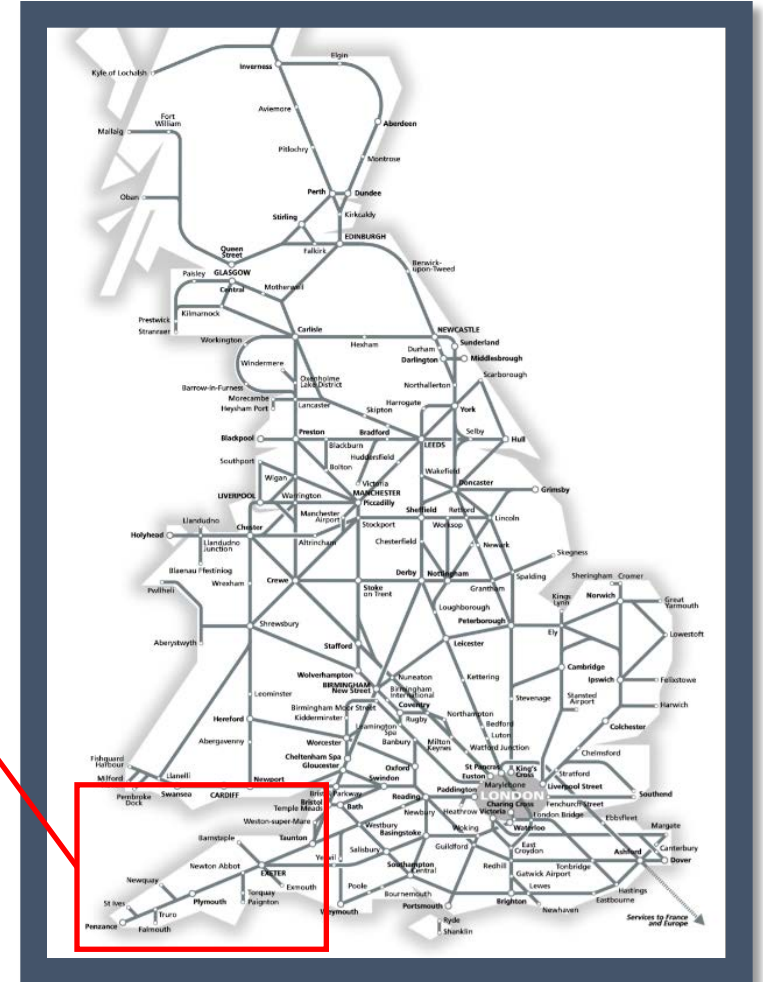 Elgin
Inverness
Kyle of Lochalsh
Aviemore
Fort
William
Mallaig
Aberdeen
Pitlochry
Montrose
Perth
Dundee
Oban
Stirling
Kirkcaldy
EDINBURGH
Queen
Street
Falkirk
Berwick-
upon-Tweed
Paisley
GLASGOW
Central
Motherwell
Kilmarnock
Prestwick
Stranraer
Carlisle
NEWCASTLE
Workington
Hexham
Durham
Sunderland
Darlington
Middlesbrough
Windermere
Scarborough
Oxenholme
Lake District
Barrow-in-Furness
Northallerton
Morecambe
Lancaster
Harrogate
York
Heysham Port
Skipton
Preston
Bradford
Selby
Blackpool
Blackburn
LEEDS
Hull
Huddersfield
Southport
Bolton
Wakefield
Wigan
Victoria
MANCHESTER
Doncaster
Grimsby
LIVERPOOL
Warrington
Piccadilly
Manchester
Airport
Sheffield
Retford
Llandudno
Chester
Stockport
Worksop
Lincoln
Holyhead
Llandudno
Junction
Altrincham
Chesterfield
Newark
Skegness
Blaenau Ffestiniog
Pwllheli
Wrexham
Crewe
Stoke
on Trent
Derby
Nottingham
Grantham
Spalding
Sheringham
Cromer
Kings
Lynn
Norwich
Great
Yarmouth
Loughborough
Peterborough
Ely
Lowestoft
Aberystwyth
Shrewsbury
Stafford
Leicester
Wolverhampton
Nuneaton
Kettering
Cambridge
BIRMINGHAM
New Street
Birmingham
International
Ipswich
Felixstowe
Leominster
Birmingham Moor Street
Coventry
Stevenage
Stansted
Airport
Harwich
Kidderminster
Rugby
Northampton
Hereford
Leamington
Spa
Bedford
Colchester
Worcester
Banbury
Milton
Keynes
Luton
Abergavenny
Cheltenham Spa
Watford Junction
Chelmsford
Fishguard
Harbour
Gloucester
Oxford
St Pancras
Euston
King's
Cross
Stratford
Milford
Llanelli
Newport
Swindon
Marylebone
Liverpool Street
Pembroke
Dock
Swansea
CARDIFF
Bristol Parkway
Reading
Paddington
LONDON
Southend
Bristol
Temple Meads
Bath
Charing Cross
Fenchurch Street
Newbury
Heathrow
Victoria
London Bridge
Ebbsfleet
Weston-super-Mare
Westbury
Basingstoke
Woking
Waterloo
Margate
Barnstaple
Taunton
Salisbury
Guildford
East
Croydon
Canterbury
Yeovil
Southampton
Central
Redhill
Tonbridge
Ashford
Dover
Newton Abbot
EXETER
Gatwick Airport
Newquay
Exmouth
Poole
Bournemouth
Lewes
Hastings
Torquay
Paignton
Eastbourne
St Ives
Plymouth
Weymouth
Portsmouth
Brighton
Newhaven
Truro
Ryde
Penzance
Falmouth
Shanklin
Services to France
and Europe